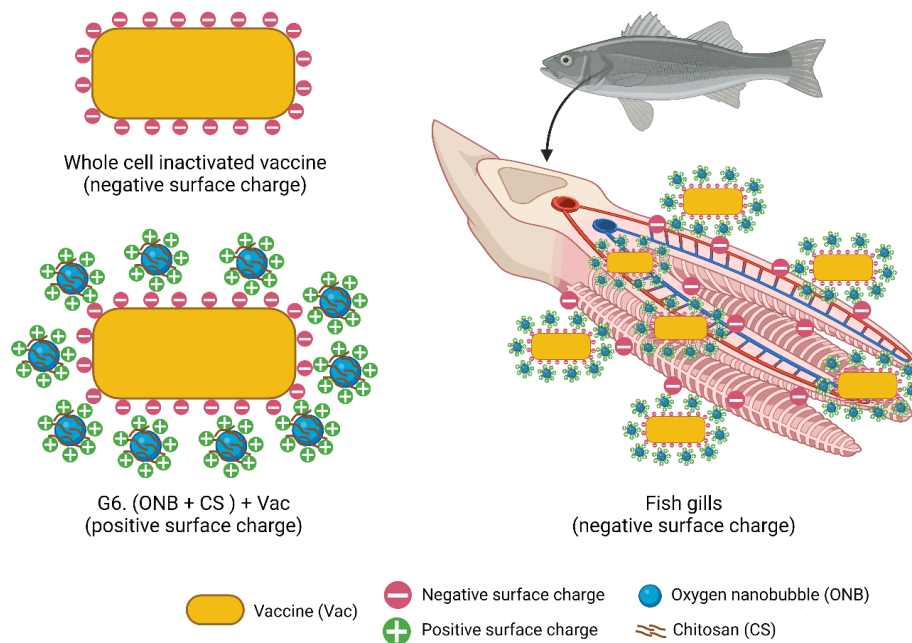 Whole cell inactivated vaccine
(negative surface charge)
G6. (ONB + CS ) + Vac
(positive surface charge)
Fish gills
(negative surface charge)
Vaccine (Vac)
Negative surface charge
Positive surface charge
Oxygen nanobubble (ONB)
Chitosan (CS)